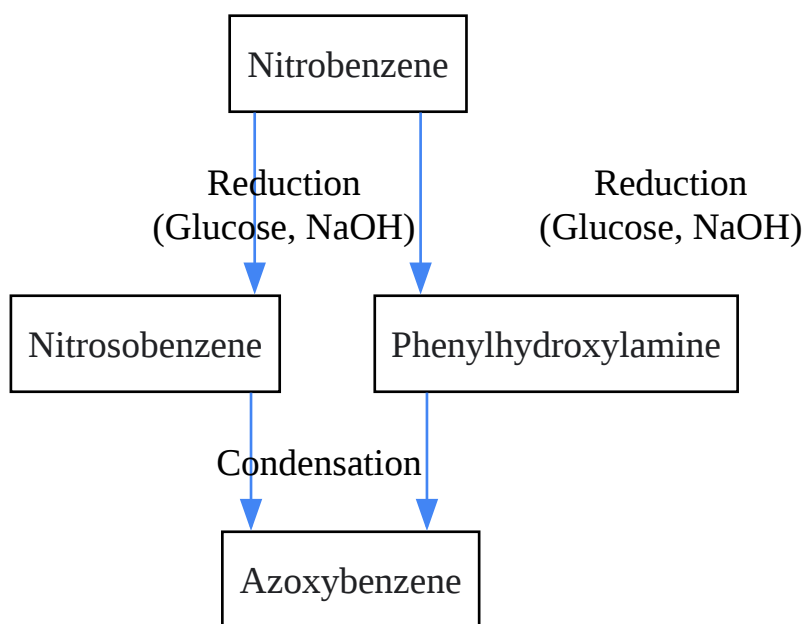 Nitrobenzene
Reduction
(Glucose, NaOH)
Reduction
(Glucose, NaOH)
Nitrosobenzene
Phenylhydroxylamine
Condensation
Azoxybenzene